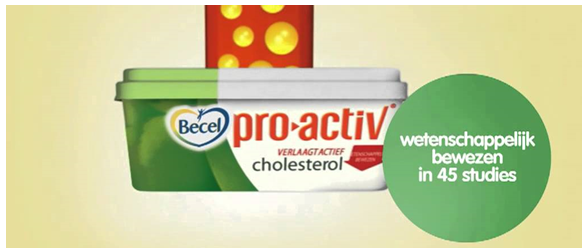 Becel
pro-activ
VERLAAGT ACTIEF
cholesterol
wetenschappelijk
bewezen
in 45 studies